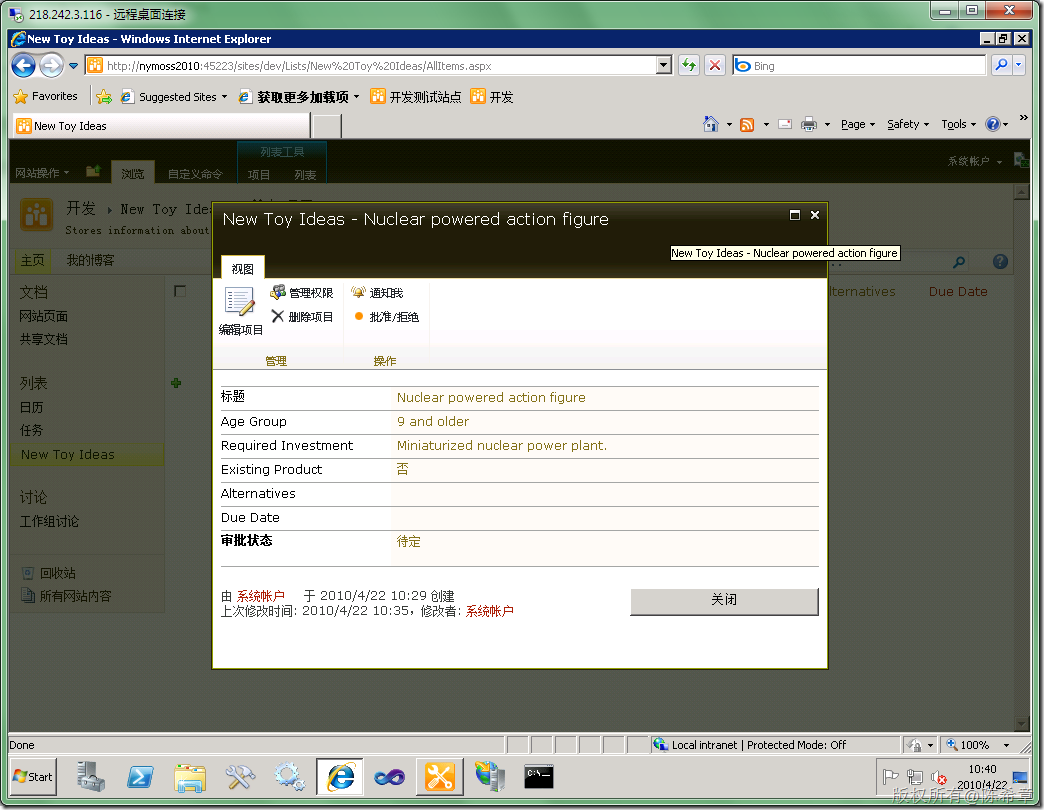 218.242.3.116 - 远程桌面连接
New Toy Ideas - Windows Internet Explorer
http://nymoss2010:45223/sites/dev/Lists/New%20Toy%20Ideas/AllItems.aspx
Bing
Favorites
Suggested Sites
获取更多加载项
开发测试站点
开发
New Toy Ideas
Page
Safety
Tools
»
列表工具
系统帐户
网站操作
浏览
自定义命令
项目
列表
开发
New Toy
Stores information about
New Toy Ideas - Nuclear powered action figure
New Toy Ideas - Nuclear powered action figure
主页
我的博客
视图
文档
网站页面
共享文档
lternatives
Due Date
编辑项目
管理权限
删除项目
通知我
批准/拒绝
管理
操作
列表
日历
任务
New Toy Ideas
讨论
工作组讨论
回收站
所有网站内容
标题 Nuclear powered action figure
Age Group 9 and older
Required Investment Miniaturized nuclear power plant.
Existing Product 否
Alternatives
Due Date
审批状态 待定
由 系统帐户 于 2010/4/22 10:29 创建
上次修改时间: 2010/4/22 10:35，修改者: 系统帐户
关闭
Done
Local intranet | Protected Mode: Off
100%
Start
C:\_
10:40
2010/4/22
版权所有@陈希章